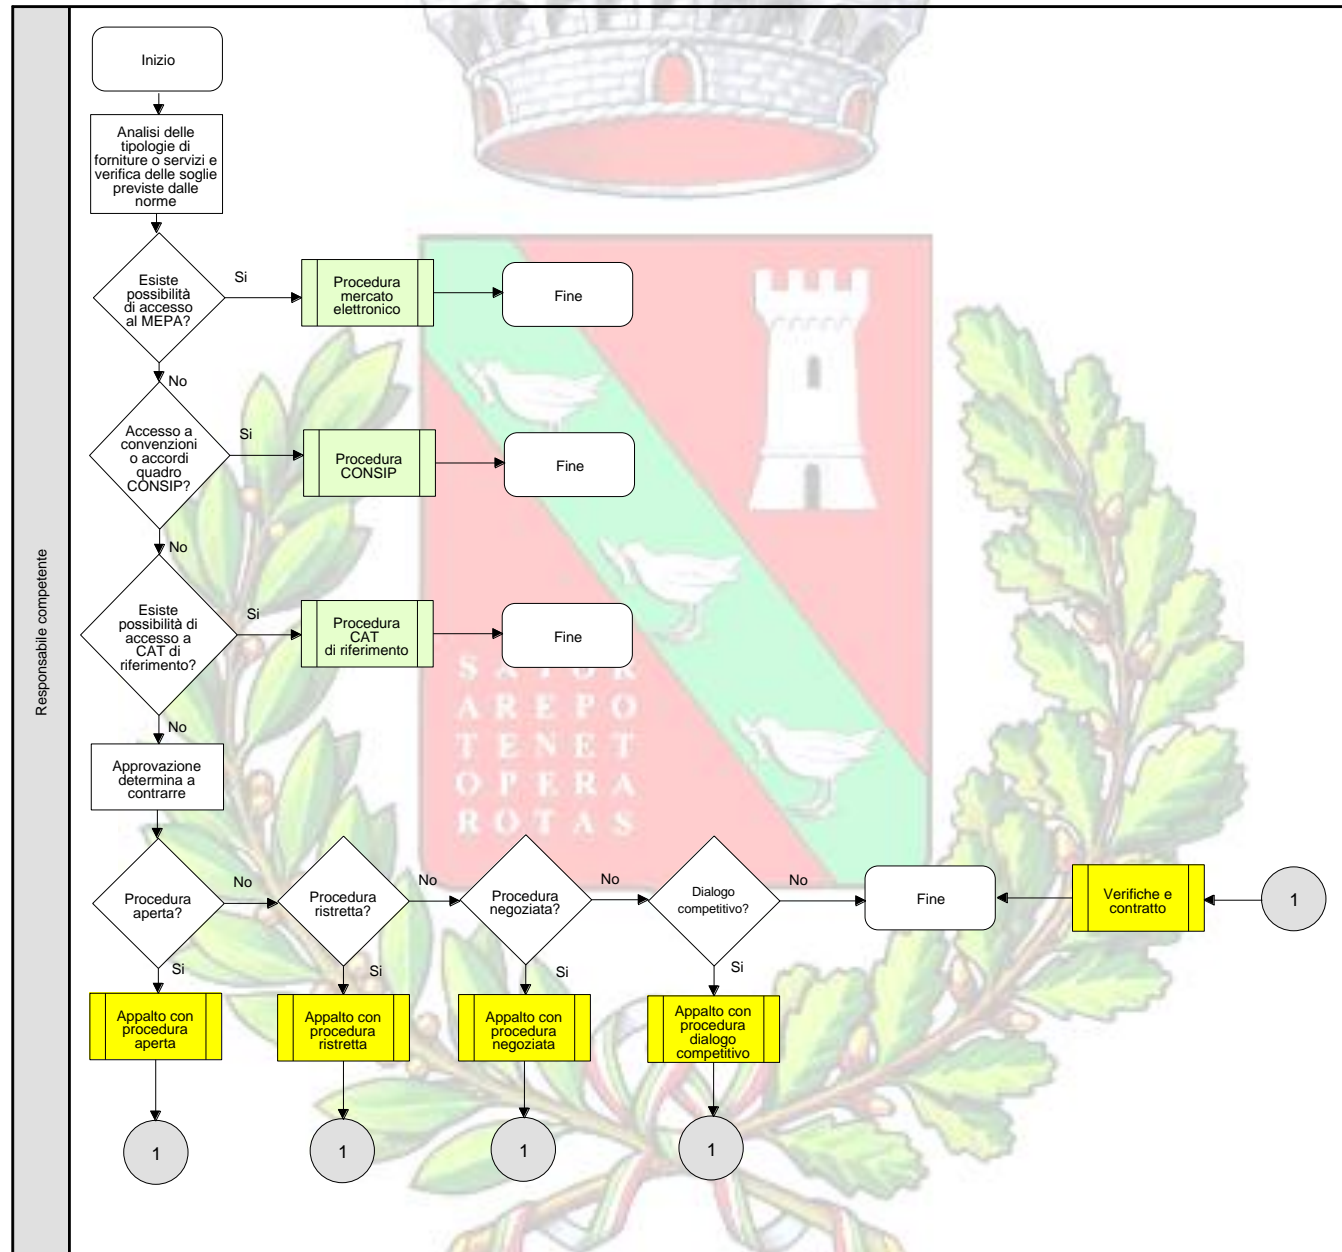 Responsabile competente
Inizio
Analisi delle
tipologie di
forniture o servizi e
verifica delle soglie
previste dalle
norme
Esiste
possibilità
di accesso
al MEPA?
Si
Procedura
mercato
elettronico
Fine
No
Accesso a
convenzioni
o accordi
quadro
CONSIP?
Si
Procedura
CONSIP
Fine
No
Esiste
possibilità di
accesso a
CAT di
riferimento?
Si
Procedura
CAT
di riferimento
Fine
No
SATOR
AREPO
TENET
OPERA
ROTAS
Approvazione
determina a
contrarre
Procedura
aperta?
No
Procedura
ristretta?
No
Procedura
negoziata?
No
Dialogo
competitivo?
No
Fine
Verifiche e
contratto
1
Si
Si
Si
Si
Appalto con
procedura
aperta
Appalto con
procedura
ristretta
Appalto con
procedura
negoziata
Appalto con
procedura
dialogo
competitivo
1
1
1
1